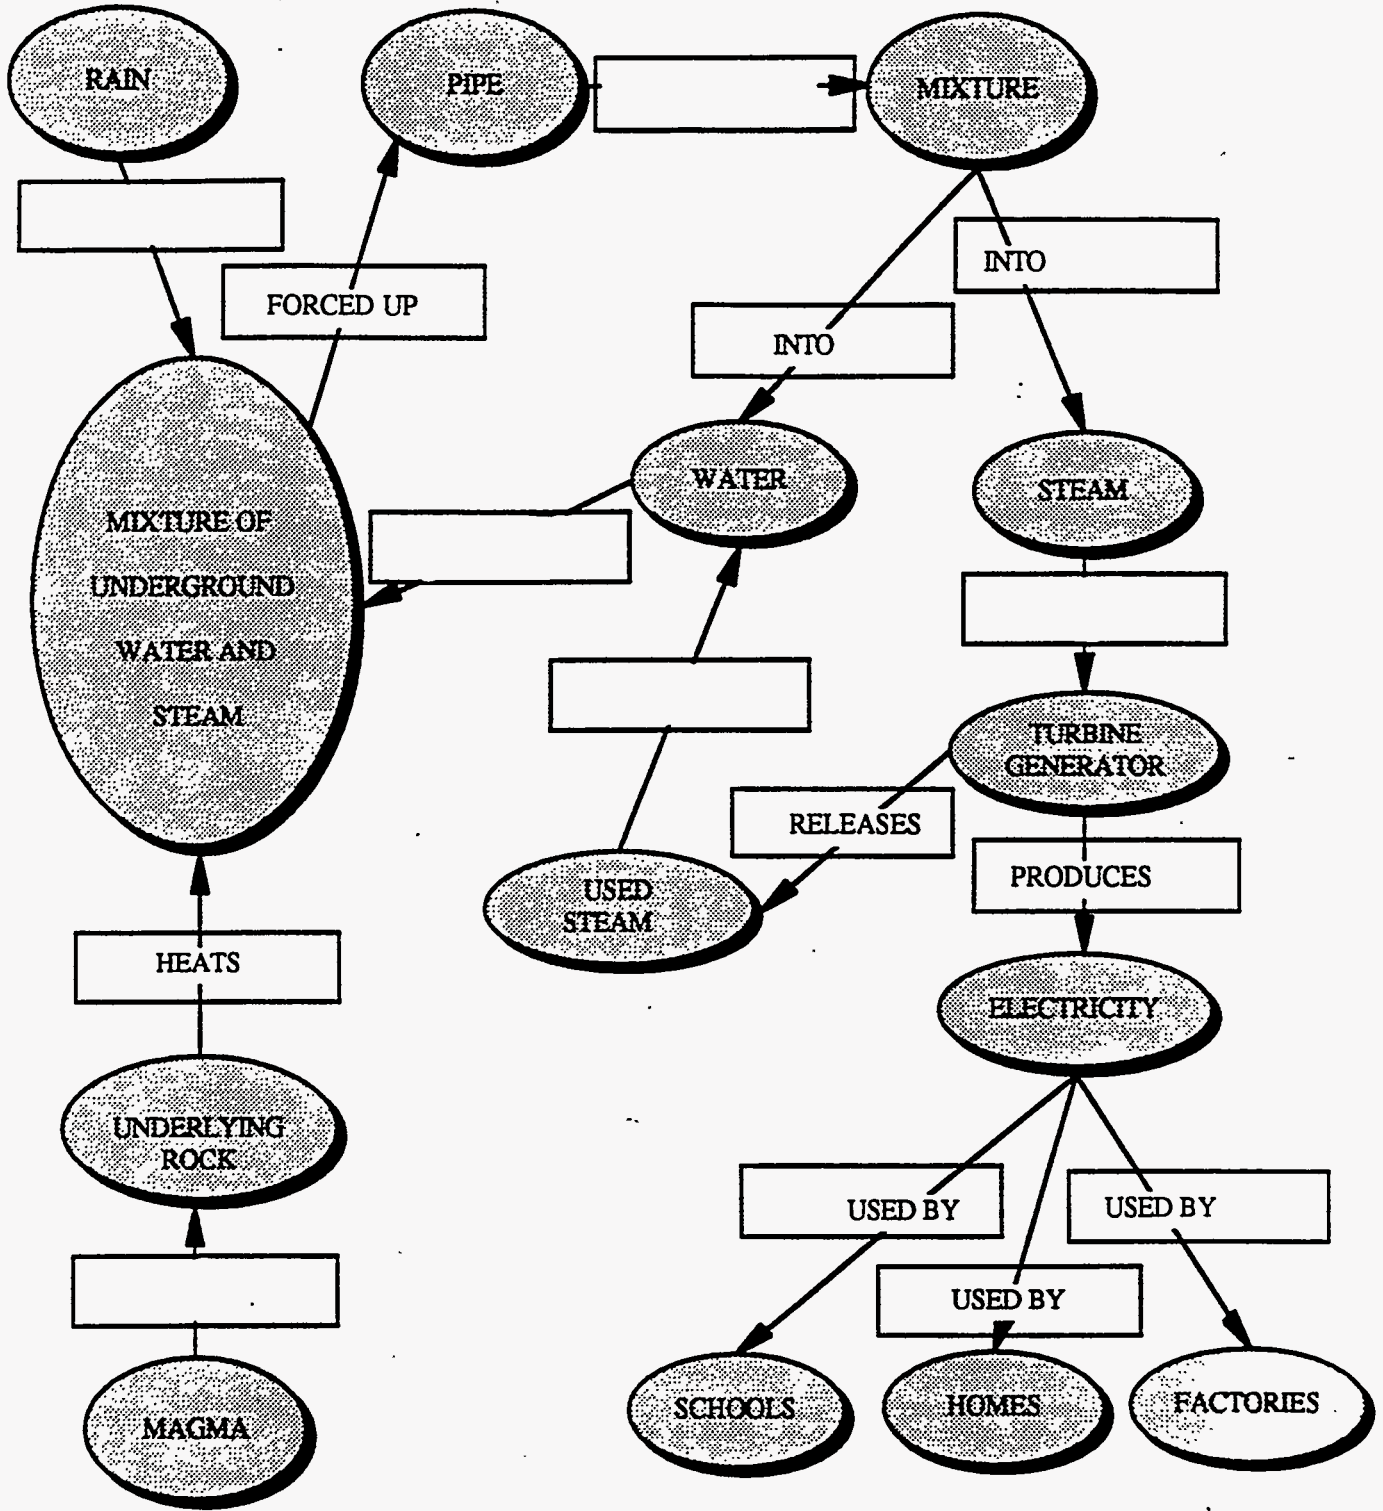 RAIN
PIPE
MIXTURE
INTO
FORCED UP
INTO
WATER
STEAM
MIXTURE OF
UNDERGROUND
WATER AND
STEAM
TURBINE
GENERATOR
RELEASES
PRODUCES
USED
STEAM
HEATS
ELECTRICITY
UNDERLYING
ROCK
USED BY
USED BY
USED BY
SCHOOLS
HOMES
FACTORIES
MAGMA